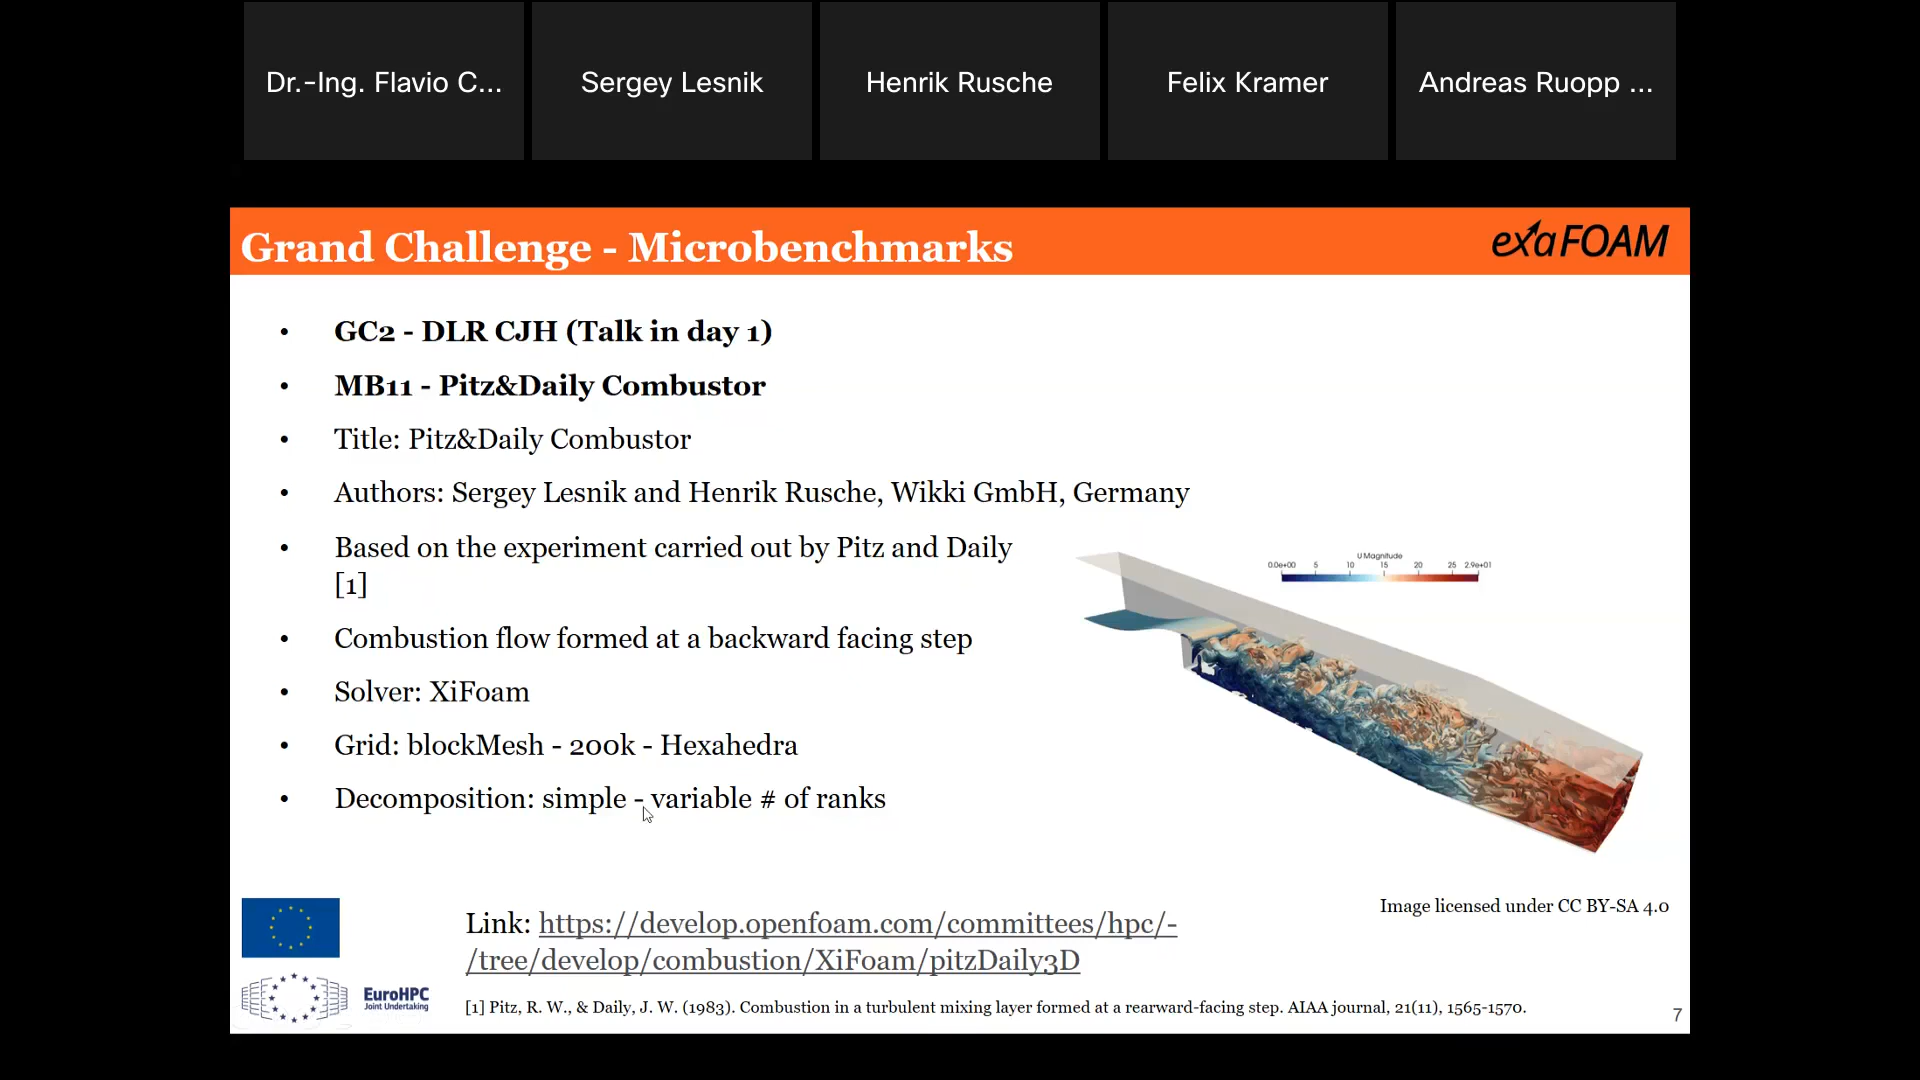 Dr.-Ing. Flavio C...
Sergey Lesnik
Henrik Rusche
Felix Kramer
Andreas Ruopp ...
Grand Challenge - Microbenchmarks
exaFOAM
• GC2 - DLR CJH (Talk in day 1)
• MB11 - Pitz&Daily Combustor
• Title: Pitz&Daily Combustor
• Authors: Sergey Lesnik and Henrik Rusche, Wikki GmbH, Germany
• Based on the experiment carried out by Pitz and Daily
[1]
• Combustion flow formed at a backward facing step
• Solver: XiFoam
• Grid: blockMesh - 200k - Hexahedra
• Decomposition: simple - variable # of ranks
U Magnitude
0.0e+00 5 10 15 20 25 2.9e+01
Image licensed under CC BY-SA 4.0
Link: https://develop.openfoam.com/committees/hpc/-
/tree/develop/combustion/XiFoam/pitzDaily3D
EuroHPC
Joint Undertaking
[1] Pitz, R. W., & Daily, J. W. (1983). Combustion in a turbulent mixing layer formed at a rearward-facing step. AIAA journal, 21(11), 1565-1570.
7